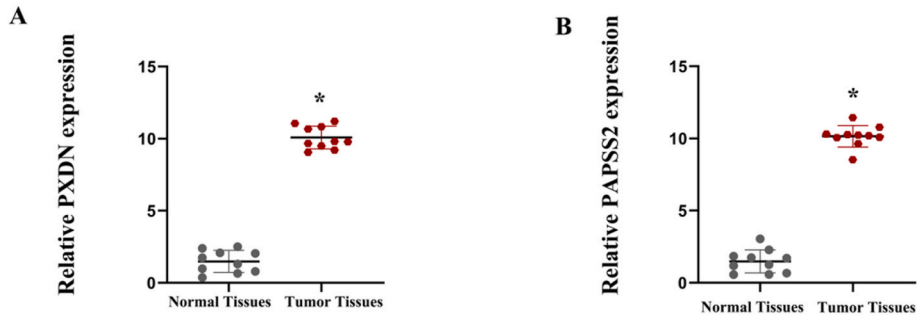 A
Relative PXDN expression
15
*
10
5
0
Normal Tissues
Tumor Tissues
B
Relative PAPSS2 expression
15
*
10
5
0
Normal Tissues
Tumor Tissues